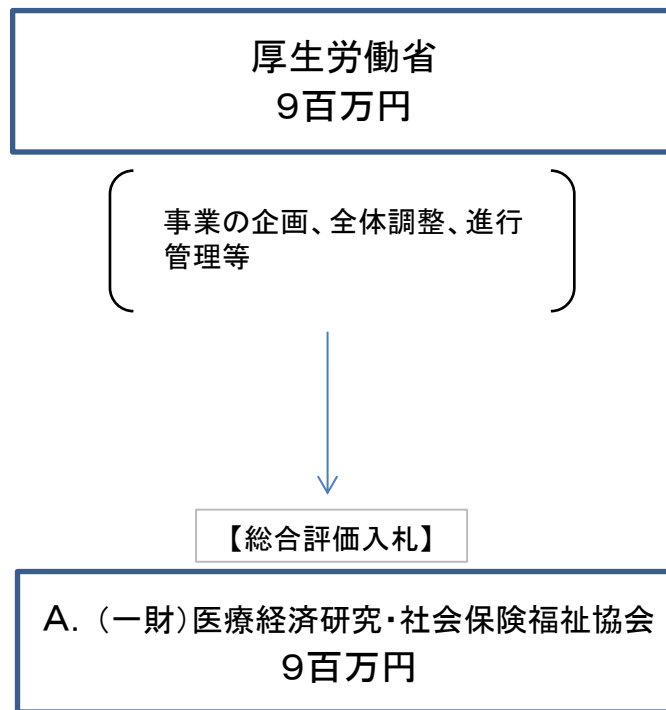 厚生労働省
９百万円
事業の企画、全体調整、進行
管理等
【総合評価入札】
A. （一財）医療経済研究・社会保険福祉協会
９百万円